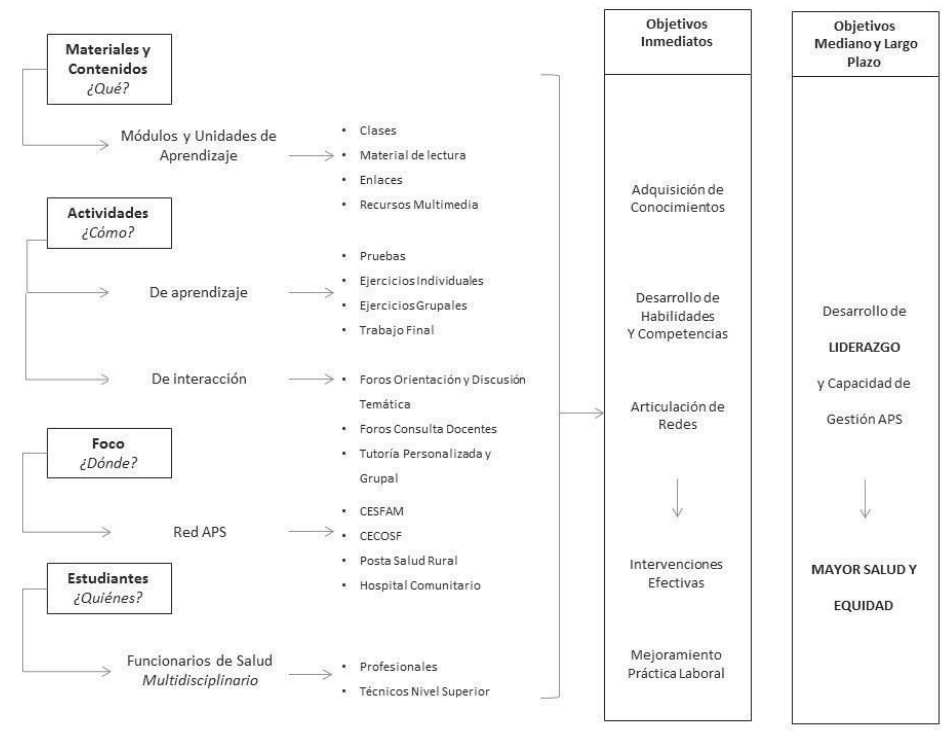 Materiales y
Contenidos
¿Qué?
Módulos y Unidades de
Aprendizaje
• Clases
• Material de lectura
• Enlaces
• Recursos Multimedia
Actividades
¿Cómo?
De aprendizaje
• Pruebas
• Ejercicios Individuales
• Ejercicios Grupales
• Trabajo Final
De interacción
• Foros Orientación y Discusión
Temática
• Foros Consulta Docentes
• Tutoría Personalizada y
Grupal
Foco
¿Dónde?
Red APS
• CESFAM
• CECOSF
• Posta Salud Rural
• Hospital Comunitario
Estudiantes
¿Quiénes?
Funcionarios de Salud
Multidisciplinario
• Profesionales
• Técnicos Nivel Superior
Objetivos
Inmediatos
Adquisición de
Conocimientos
Desarrollo de
Habilidades
Y Competencias
Articulación de
Redes
Intervenciones
Efectivas
Mejoramiento
Práctica Laboral
Objetivos
Mediano y Largo
Plazo
Desarrollo de
LIDERAZGO
y Capacidad de
Gestión APS
MAYOR SALUD Y
EQUIDAD